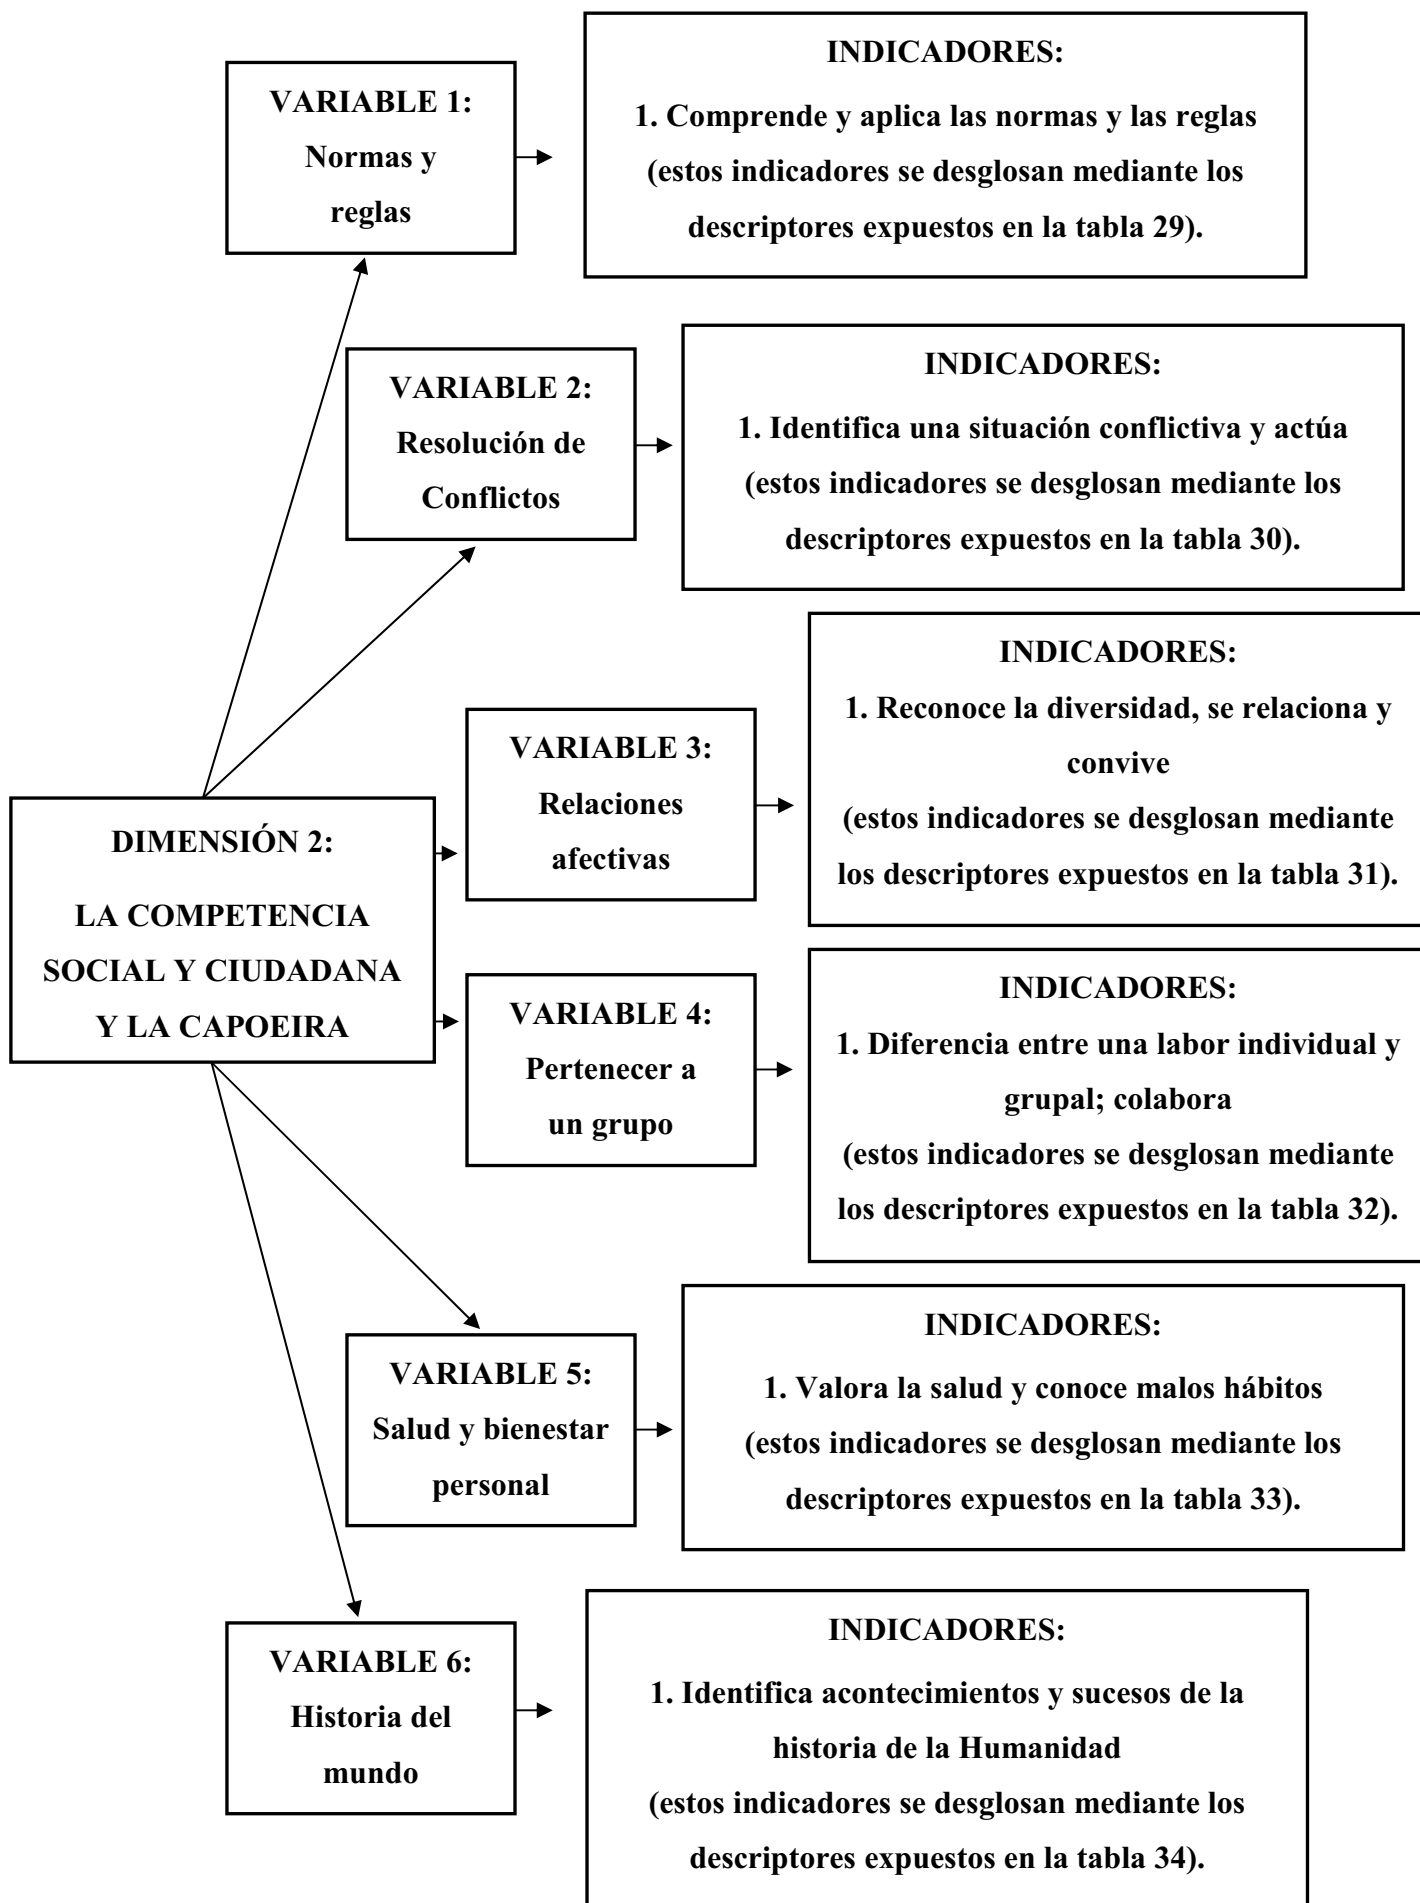 VARIABLE 1:
Normas y
reglas
INDICADORES:
1. Comprende y aplica las normas y las reglas
(estos indicadores se desglosan mediante los
descriptores expuestos en la tabla 29).
VARIABLE 2:
Resolución de
Conflictos
INDICADORES:
1. Identifica una situación conflictiva y actúa
(estos indicadores se desglosan mediante los
descriptores expuestos en la tabla 30).
DIMENSIÓN 2:
LA COMPETENCIA
SOCIAL Y CIUDADANA
Y LA CAPOEIRA
VARIABLE 3:
Relaciones
afectivas
INDICADORES:
1. Reconoce la diversidad, se relaciona y
convive
(estos indicadores se desglosan mediante
los descriptores expuestos en la tabla 31).
VARIABLE 4:
Pertenecer a
un grupo
INDICADORES:
1. Diferencia entre una labor individual y
grupal; colabora
(estos indicadores se desglosan mediante
los descriptores expuestos en la tabla 32).
VARIABLE 5:
Salud y bienestar
personal
INDICADORES:
1. Valora la salud y conoce malos hábitos
(estos indicadores se desglosan mediante los
descriptores expuestos en la tabla 33).
VARIABLE 6:
Historia del
mundo
INDICADORES:
1. Identifica acontecimientos y sucesos de la
historia de la Humanidad
(estos indicadores se desglosan mediante los
descriptores expuestos en la tabla 34).